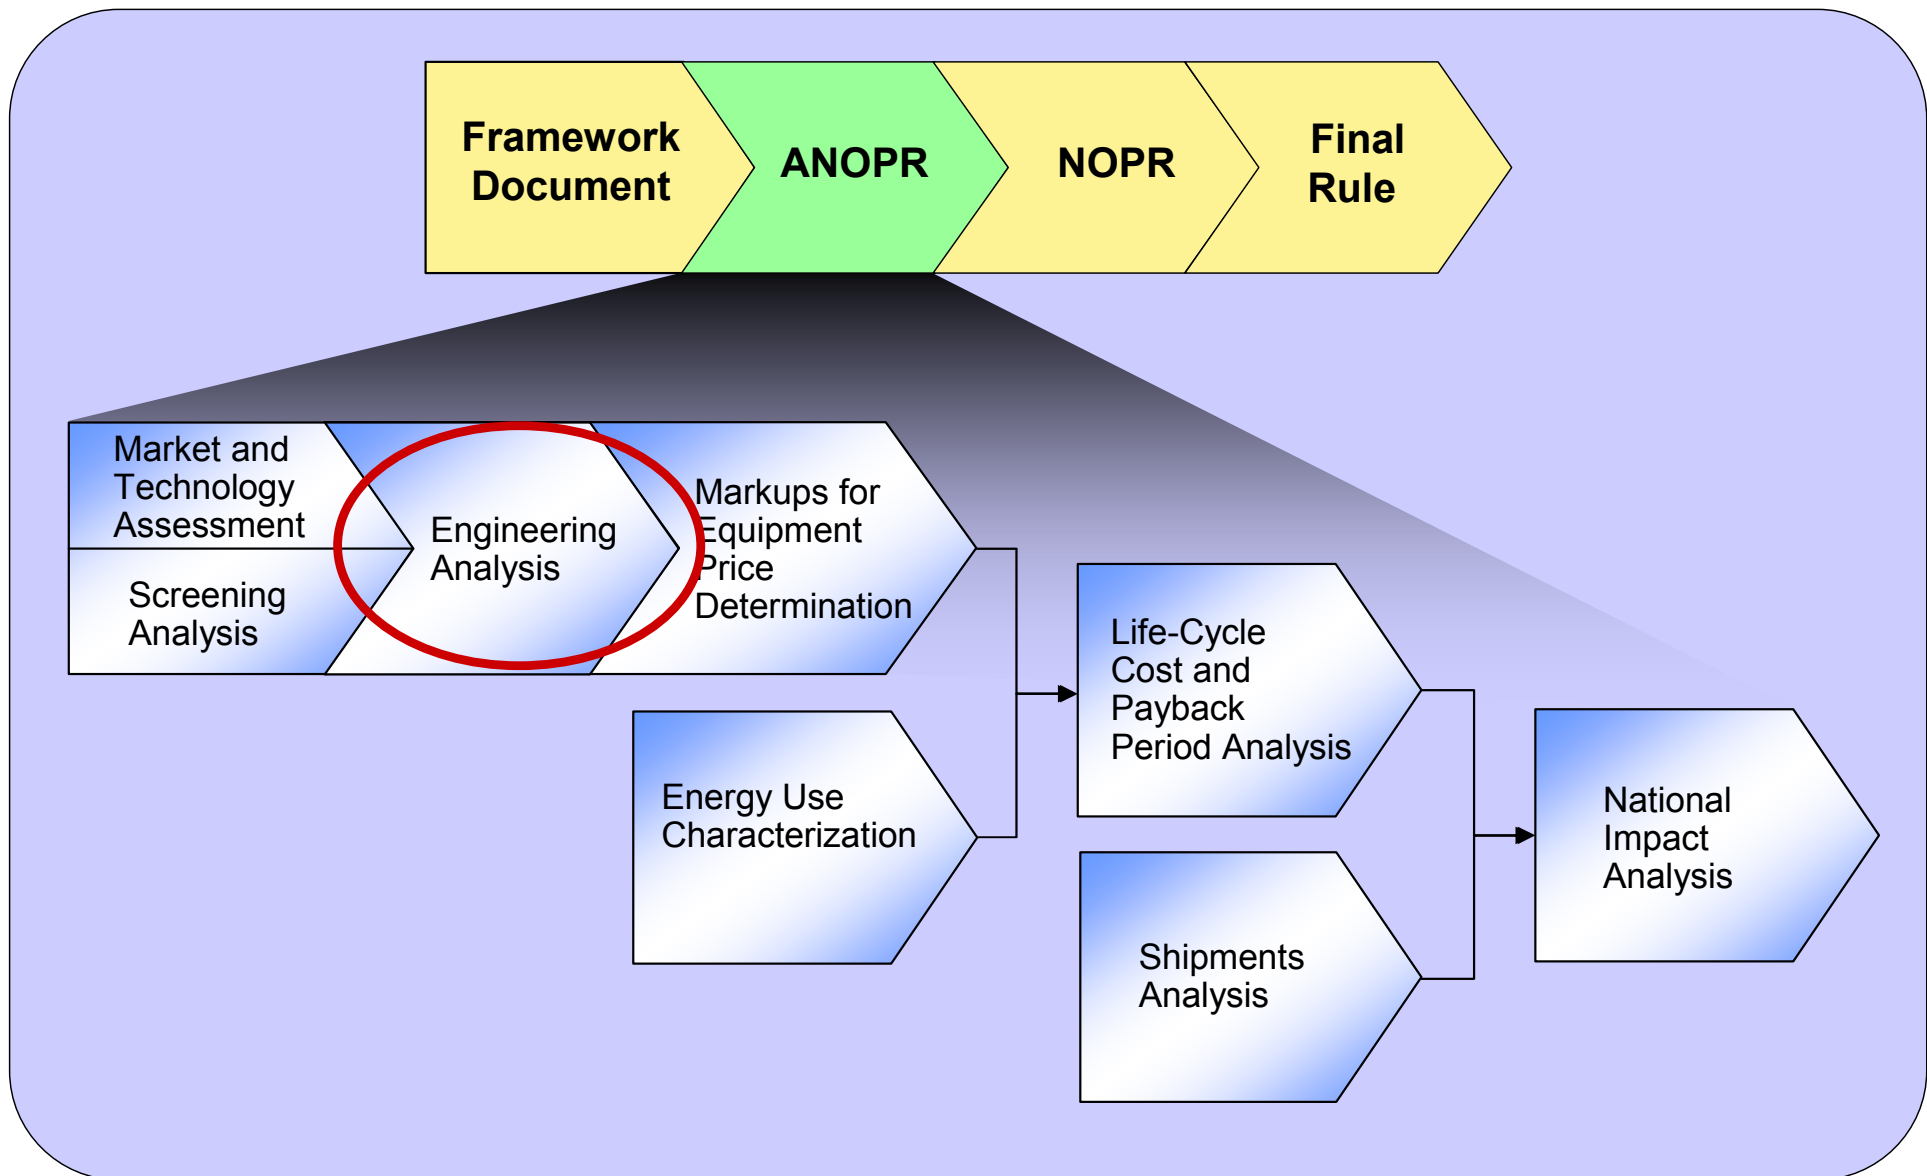 Framework
Document
ANOPR
NOPR
Final
Rule
Market and
Technology
Assessment
Screening
Analysis
Engineering
Analysis
Markups for
Equipment
Price
Determination
Energy Use
Characterization
Life-Cycle
Cost and
Payback
Period Analysis
Shipments
Analysis
National
Impact
Analysis